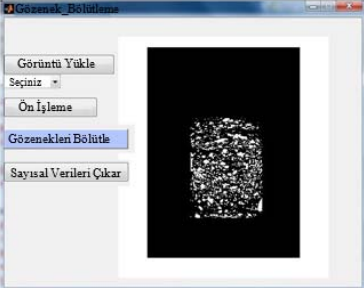 Gözenek_Bölütleme
Görüntü Yükle
Seçiniz
Ön İşleme
Gözenekleri Bölütle
Sayısal Verileri Çıkar